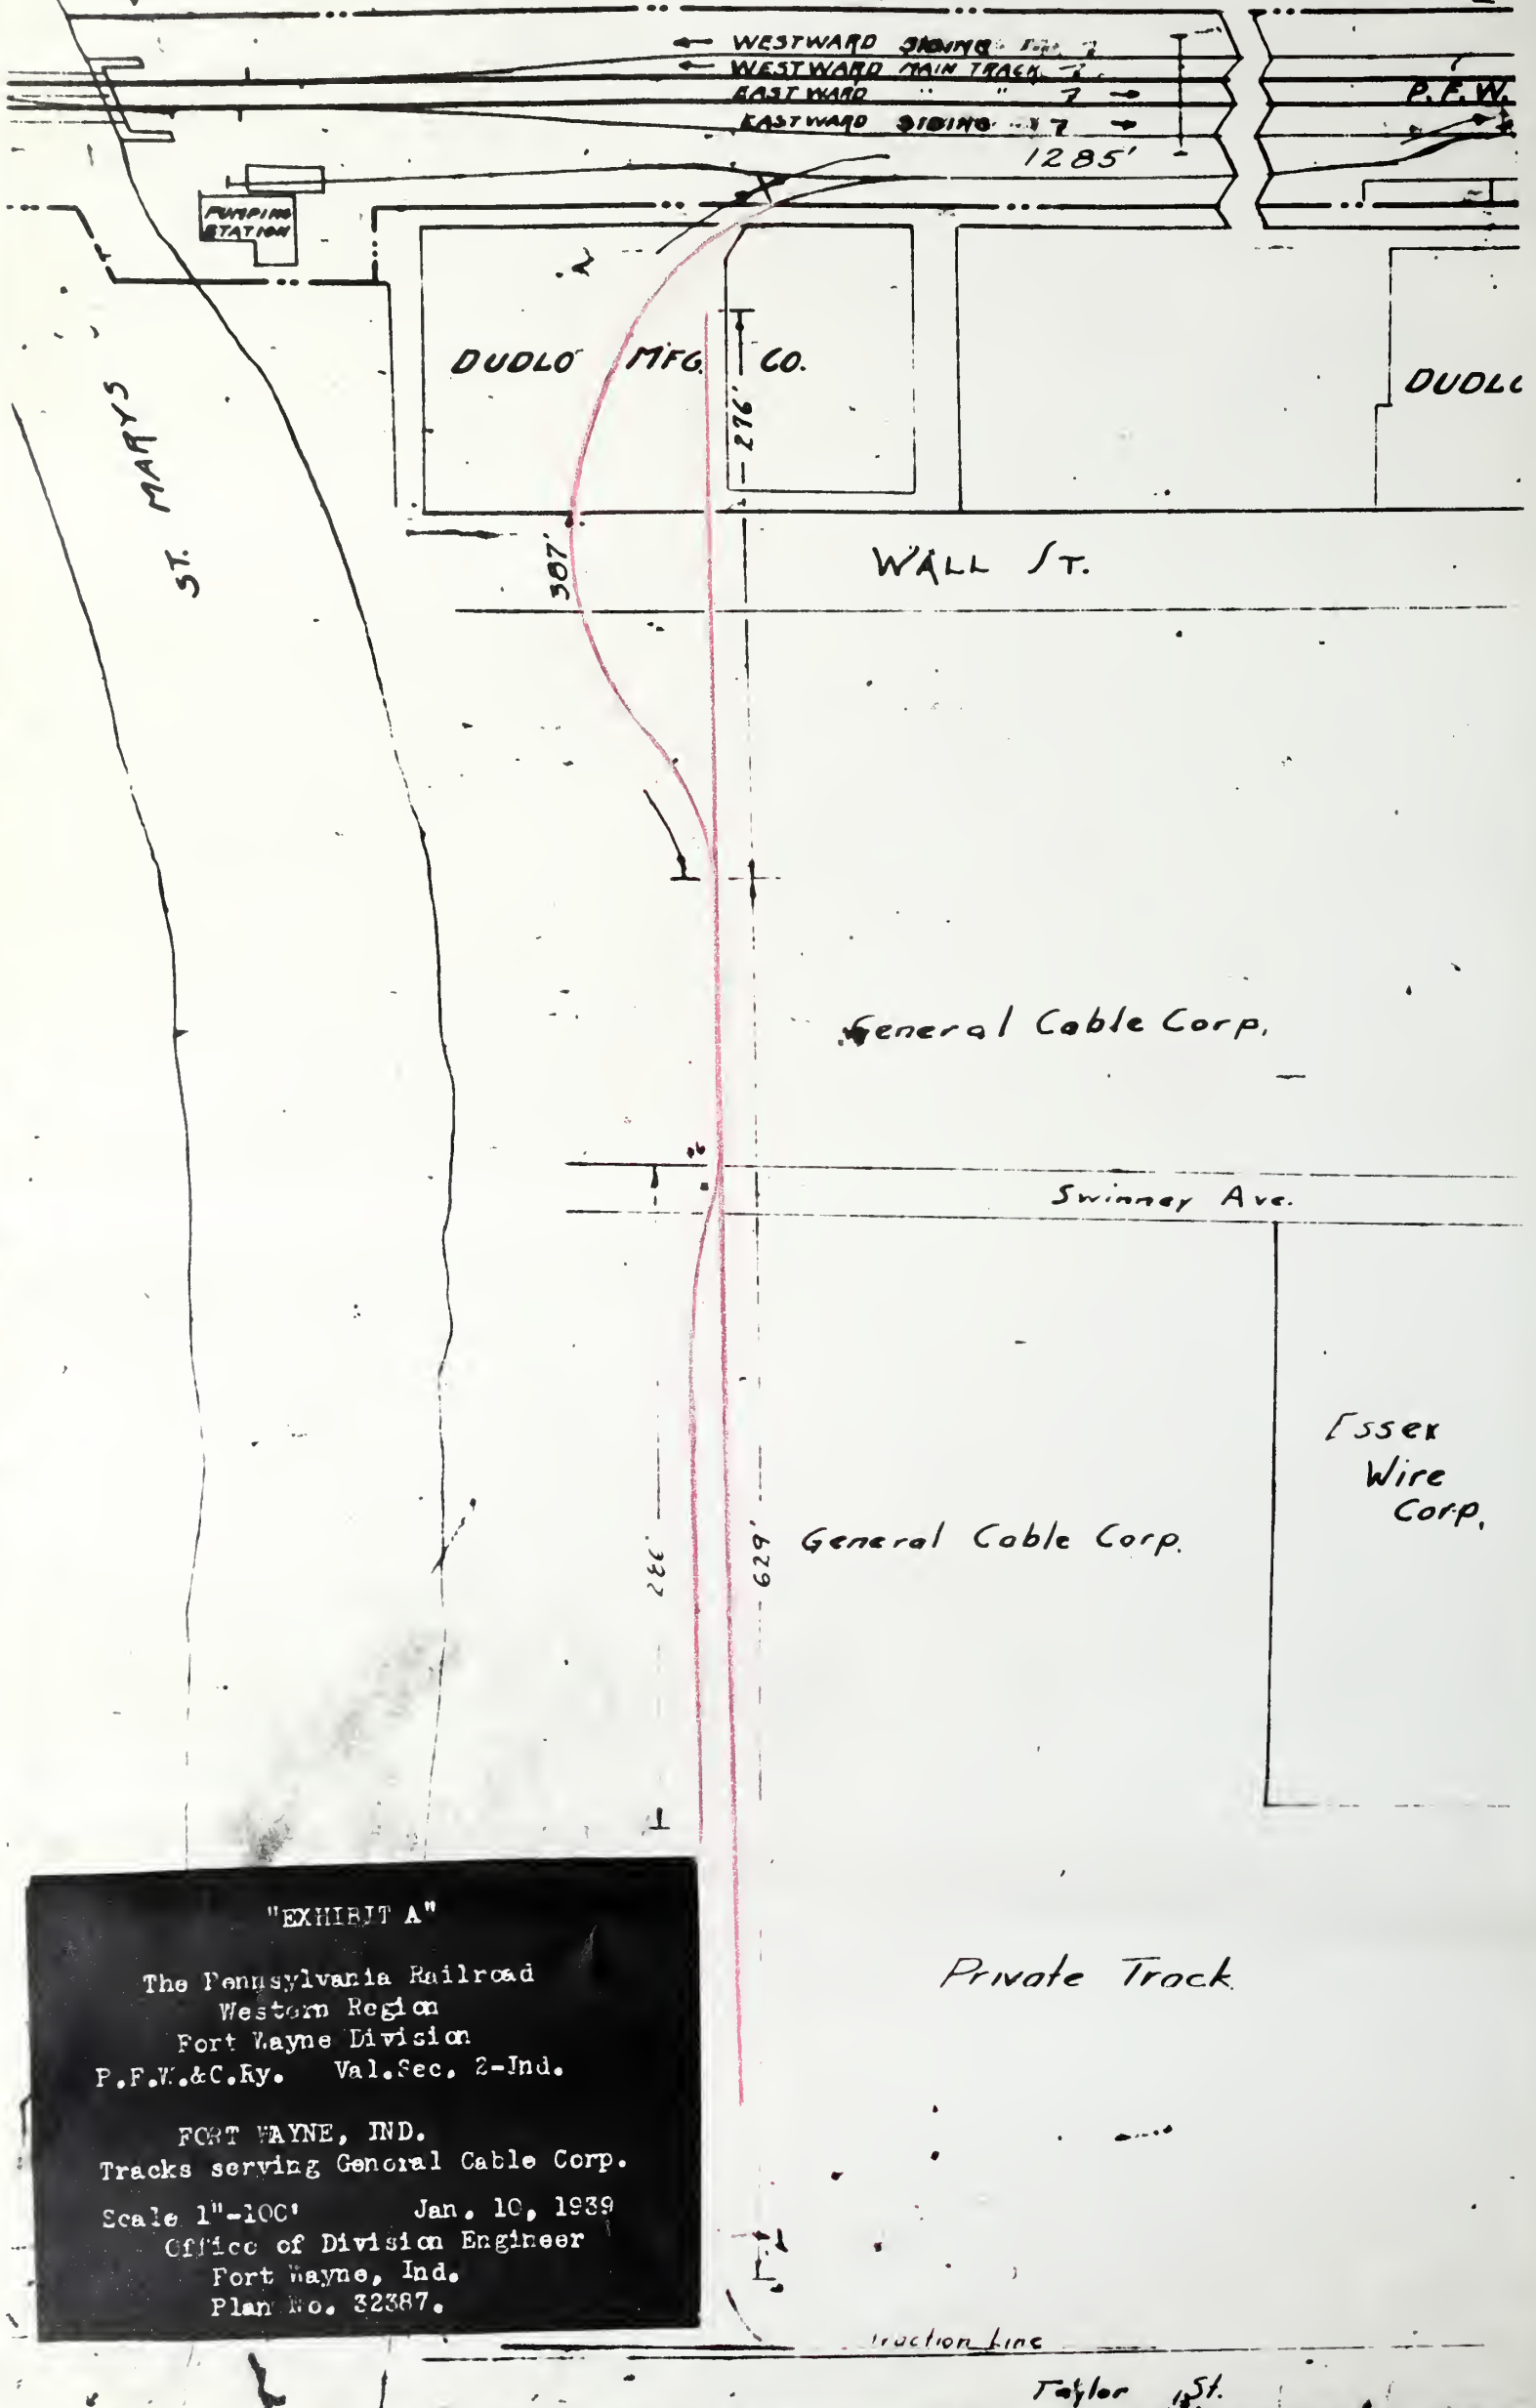 WESTWARD SIDING
WESTWARD MAIN TRACK
EASTWARD " " 7
EASTWARD SIDING 7
P.F.W.
1285'
PUMPING
STATION
DUDLO MFG. CO.
DUDLO
276'
ST. MARYS
387'
WALL ST.
General Cable Corp.
Swinney Ave.
Essex
Wire
Corp.
General Cable Corp.
629'
Private Track
"EXHIBIT A"
The Pennsylvania Railroad
Western Region
Fort Wayne Division
P.F.W.&C.Ry. Val.Sec. 2-Ind.
FORT WAYNE, IND.
Tracks serving General Cable Corp.
Scale 1"-100' Jan. 10, 1939
Office of Division Engineer
Fort Wayne, Ind.
Plan No. 32387.
Traction Line
Taylor St.